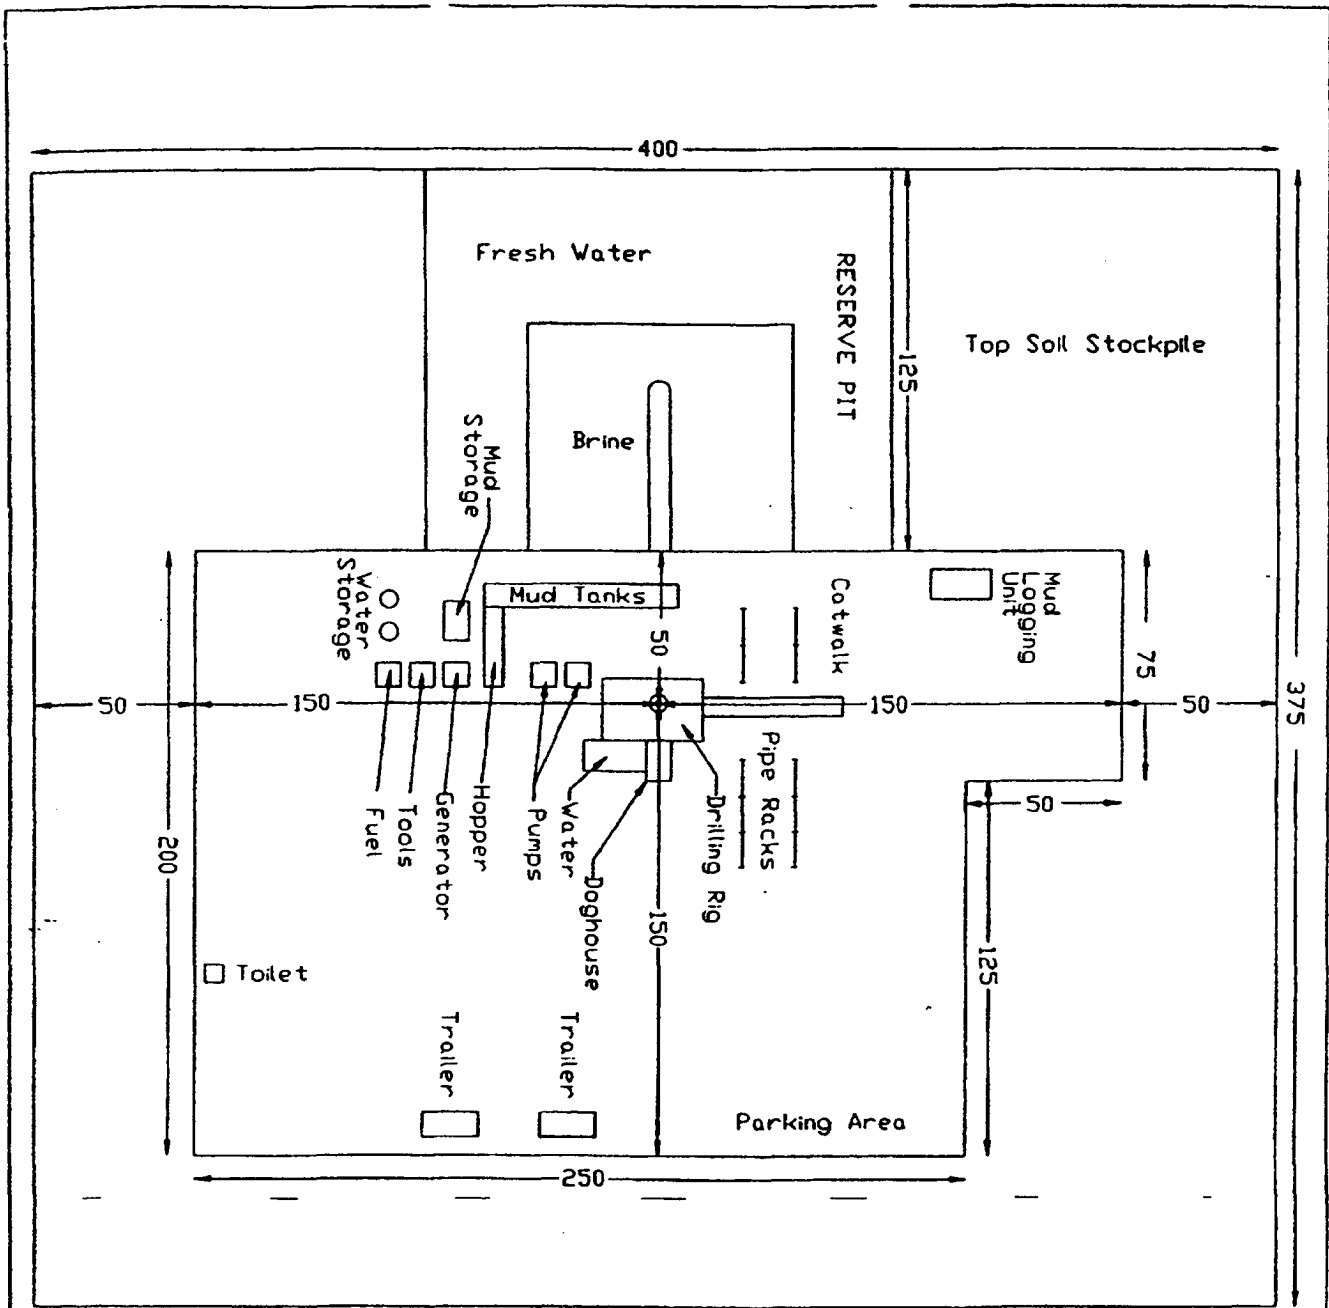 400
Fresh Water
RESERVE PIT
125
Top Soil Stockpile
375
Brine
Mud
Storage
Water
Storage
Mud Tanks
50
Catwalk
Mud
Logging
Unit
75
50
150
150
50
50
Fuel
Tools
Generator
Hopper
Pumps
Water
Doghouse
Drilling Rig
Pipe Racks
200
150
125
Toilet
Trailer
Trailer
Parking Area
250